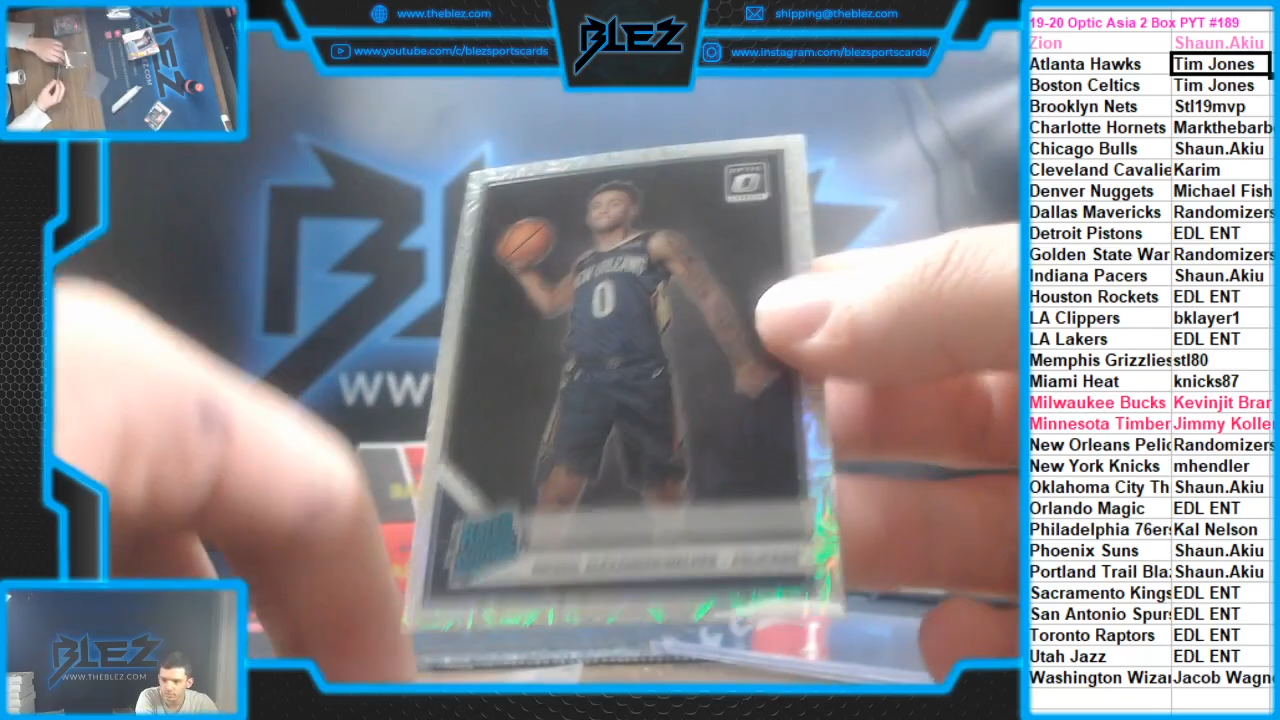 www.theblez.com
shipping@theblez.com
www.youtube.com/c/blezsportscards
BLEZ
www.instagram.com/blezsportscards/
19-20 Optic Asia 2 Box PYT #189
Zion Shaun.Akiu
Atlanta Hawks Tim Jones
Boston Celtics Tim Jones
Brooklyn Nets Stl19mvp
Charlotte Hornets Markthebarb
Chicago Bulls Shaun.Akiu
Cleveland Cavalie Karim
Denver Nuggets Michael Fish
Dallas Mavericks Randomizers
Detroit Pistons EDL ENT
Golden State War Randomizers
Indiana Pacers Shaun.Akiu
Houston Rockets EDL ENT
LA Clippers bklayer1
LA Lakers EDL ENT
Memphis Grizzlies stl80
Miami Heat knicks87
Milwaukee Bucks Kevinjit Brar
Minnesota Timber Jimmy Kolle
New Orleans Pelic Randomizers
New York Knicks mhendler
Oklahoma City Th Shaun.Akiu
Orlando Magic EDL ENT
Philadelphia 76ers Kal Nelson
Phoenix Suns Shaun.Akiu
Portland Trail Bla Shaun.Akiu
Sacramento Kings EDL ENT
San Antonio Spurs EDL ENT
Toronto Raptors EDL ENT
Utah Jazz EDL ENT
Washington Wizar Jacob Wagne
OPTIC
NEW ORLEANS
0
WWW
BLEZ
WWW.THEBLEZ.COM